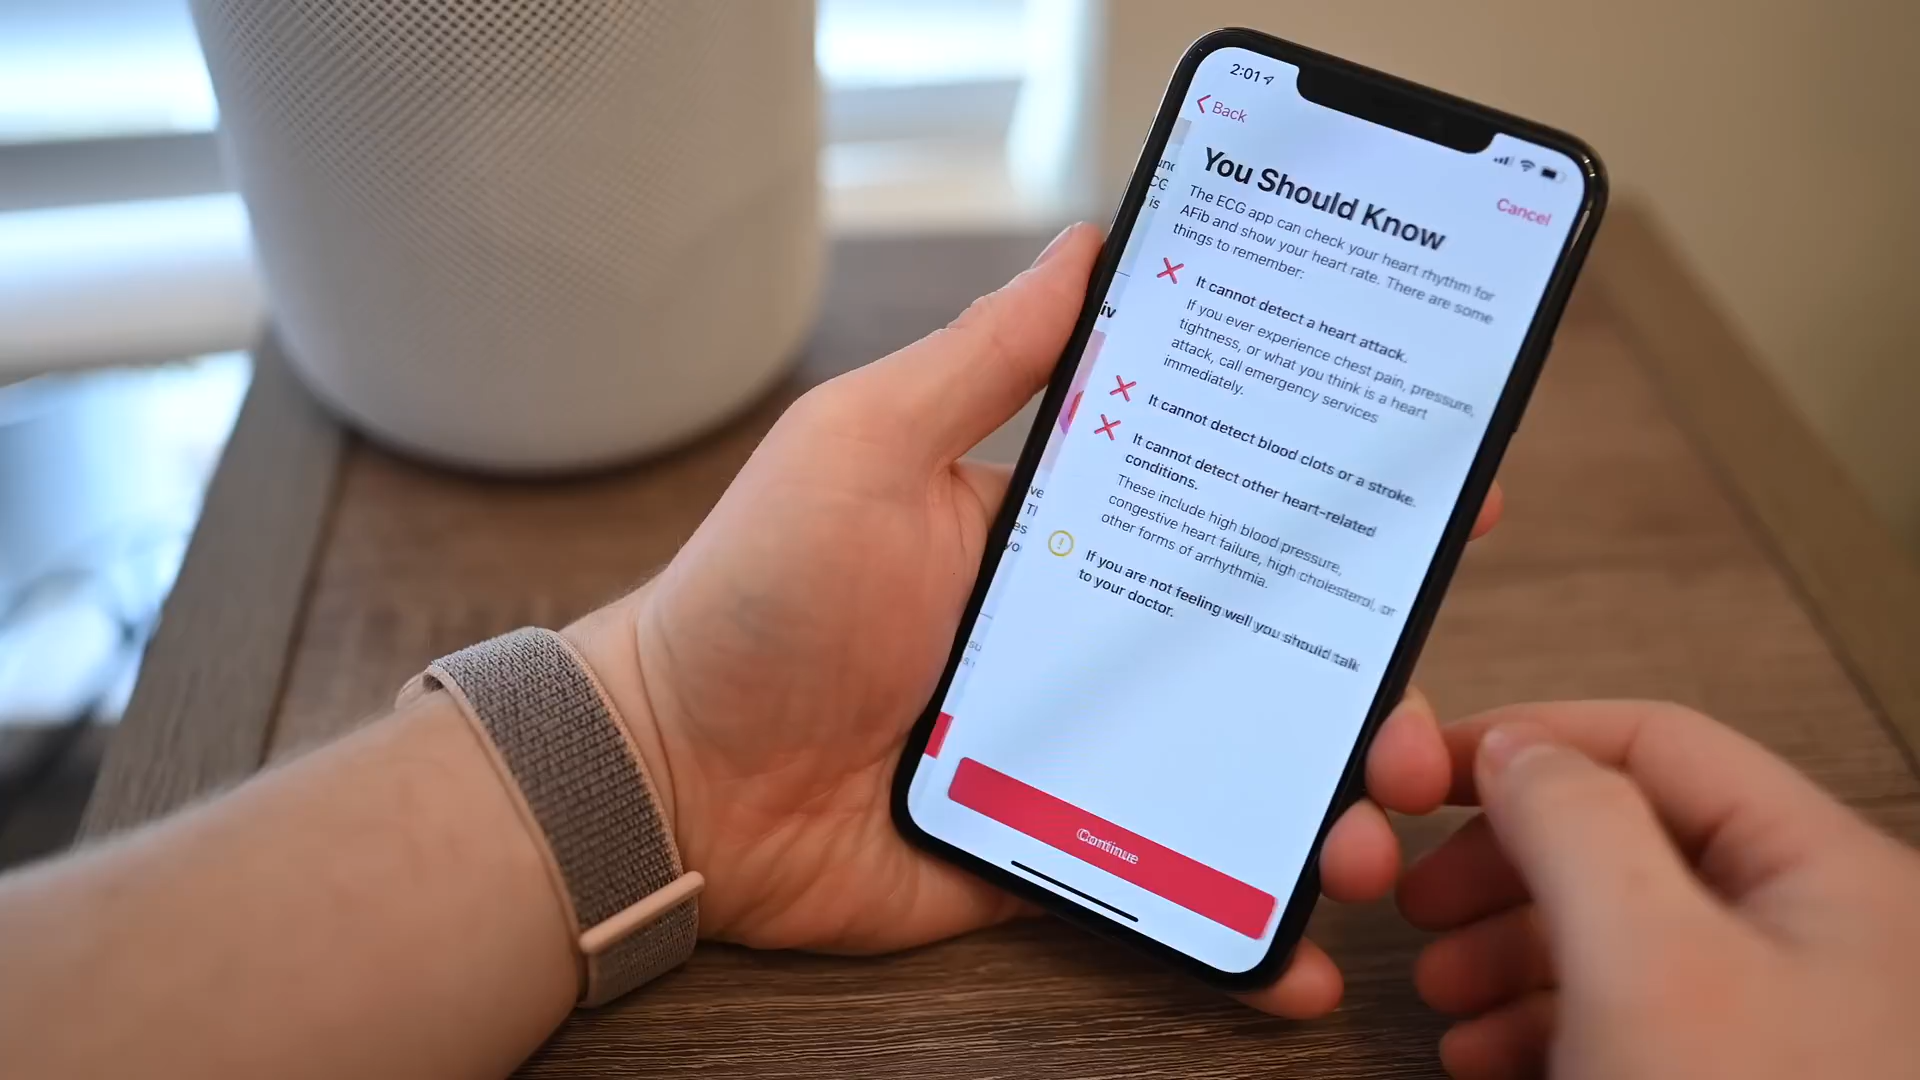 2:01
Back
Cancel
You Should Know
The ECG app can check your heart rhythm for
AFib and show your heart rate. There are some
things to remember:
It cannot detect a heart attack.
If you ever experience chest pain, pressure,
tightness, or what you think is a heart
attack, call emergency services
immediately.
It cannot detect blood clots or a stroke.
It cannot detect other heart-related
conditions.
These include high blood pressure,
congestive heart failure, high cholesterol, or
other forms of arrhythmia.
If you are not feeling well you should talk
to your doctor.
Continue